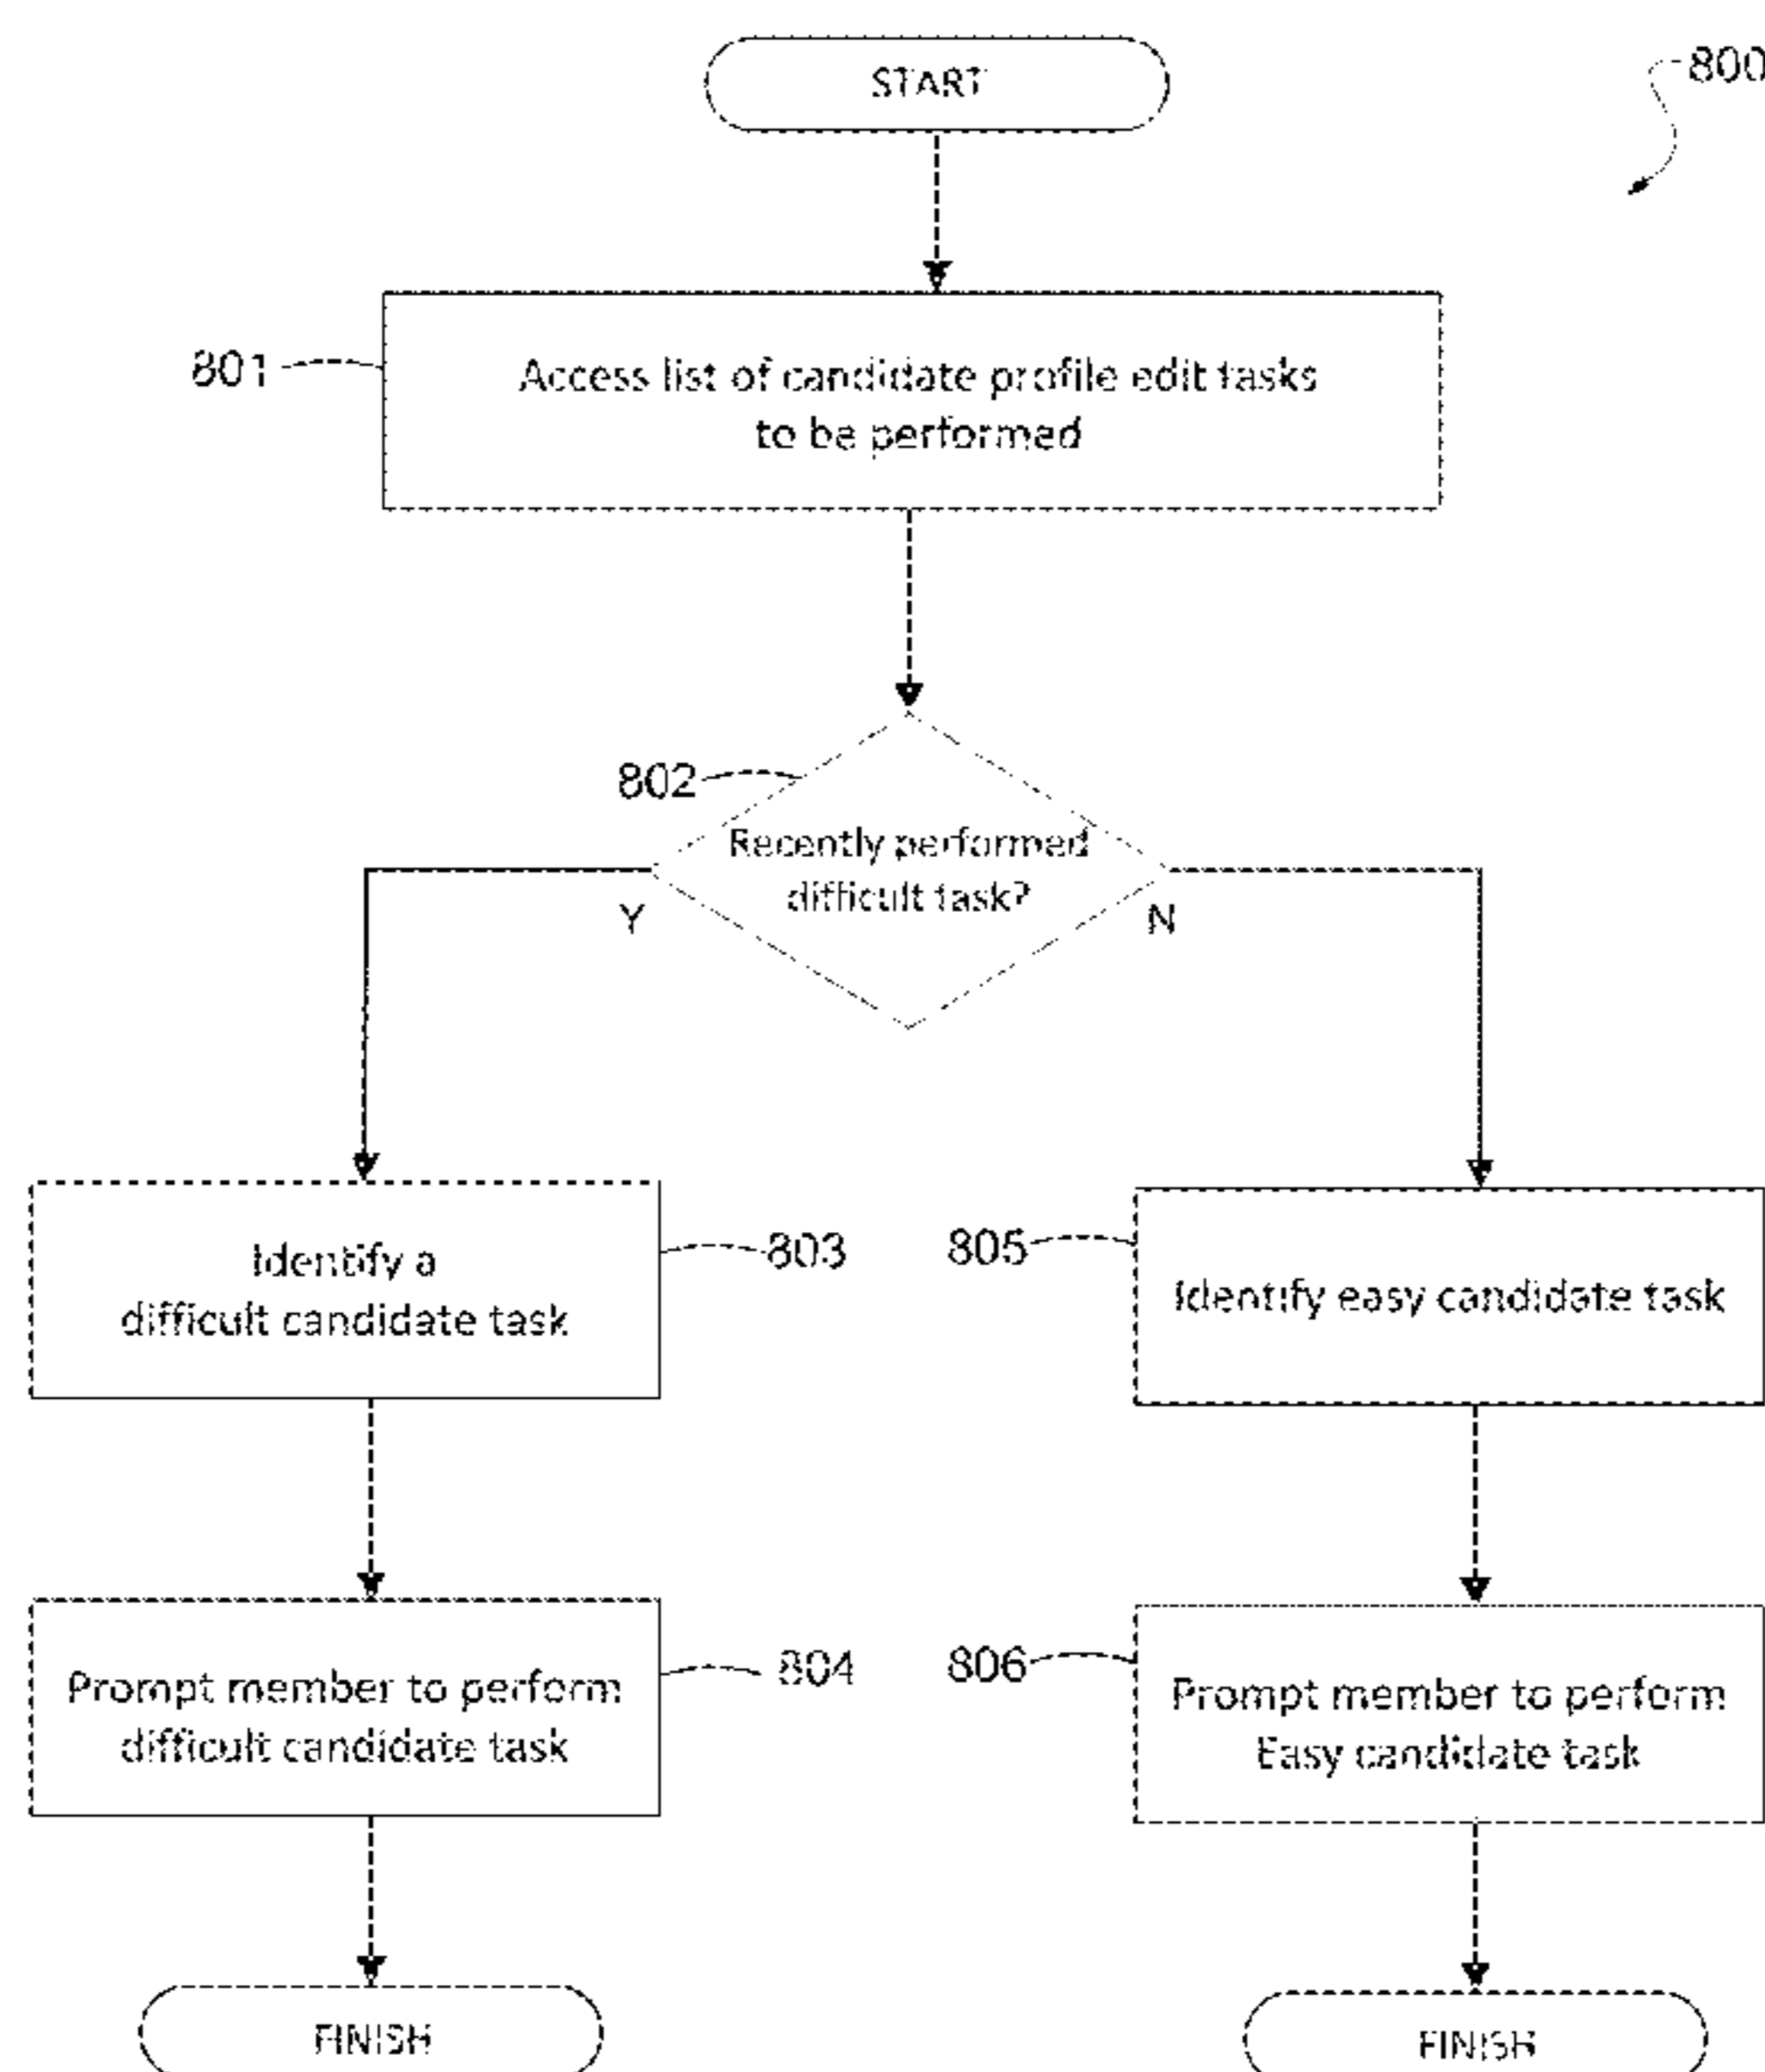 START
800
801
Access list of candidate profile edit tasks
to be performed
802
Recently performed
difficult task?
Y
N
Identify a
difficult candidate task
803
805
Identify easy candidate task
Prompt member to perform
difficult candidate task
804
806
Prompt member to perform
Easy candidate task
FINISH
FINISH